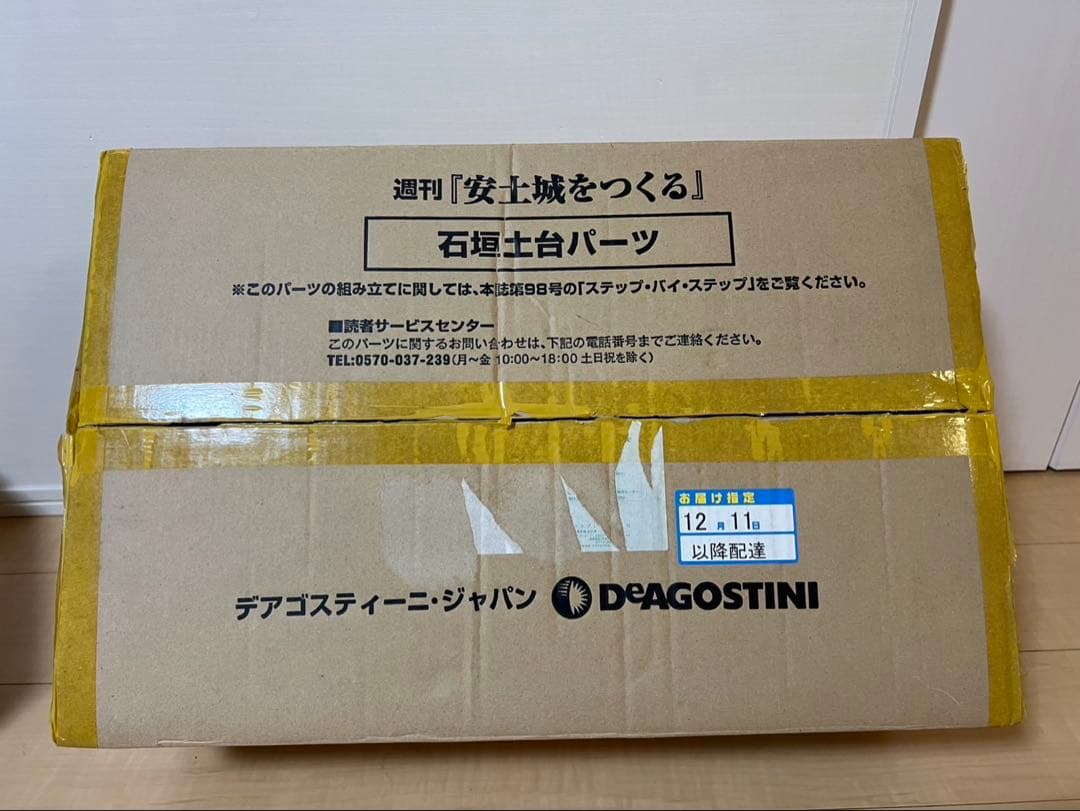 週刊『安土城をつくる』
石垣土台パーツ
※このパーツの組み立てに関しては、本誌第98号の「ステップ・バイ・ステップ」をご覧ください。
■読者サービスセンター
このパーツに関するお問い合わせは、下記の電話番号までご連絡ください。
TEL:0570-037-239(月〜金 10:00〜18:00 土日祝を除く)
お届け指定
12月11日
以降配達
デアゴスティーニ・ジャパン DeAGOSTINI